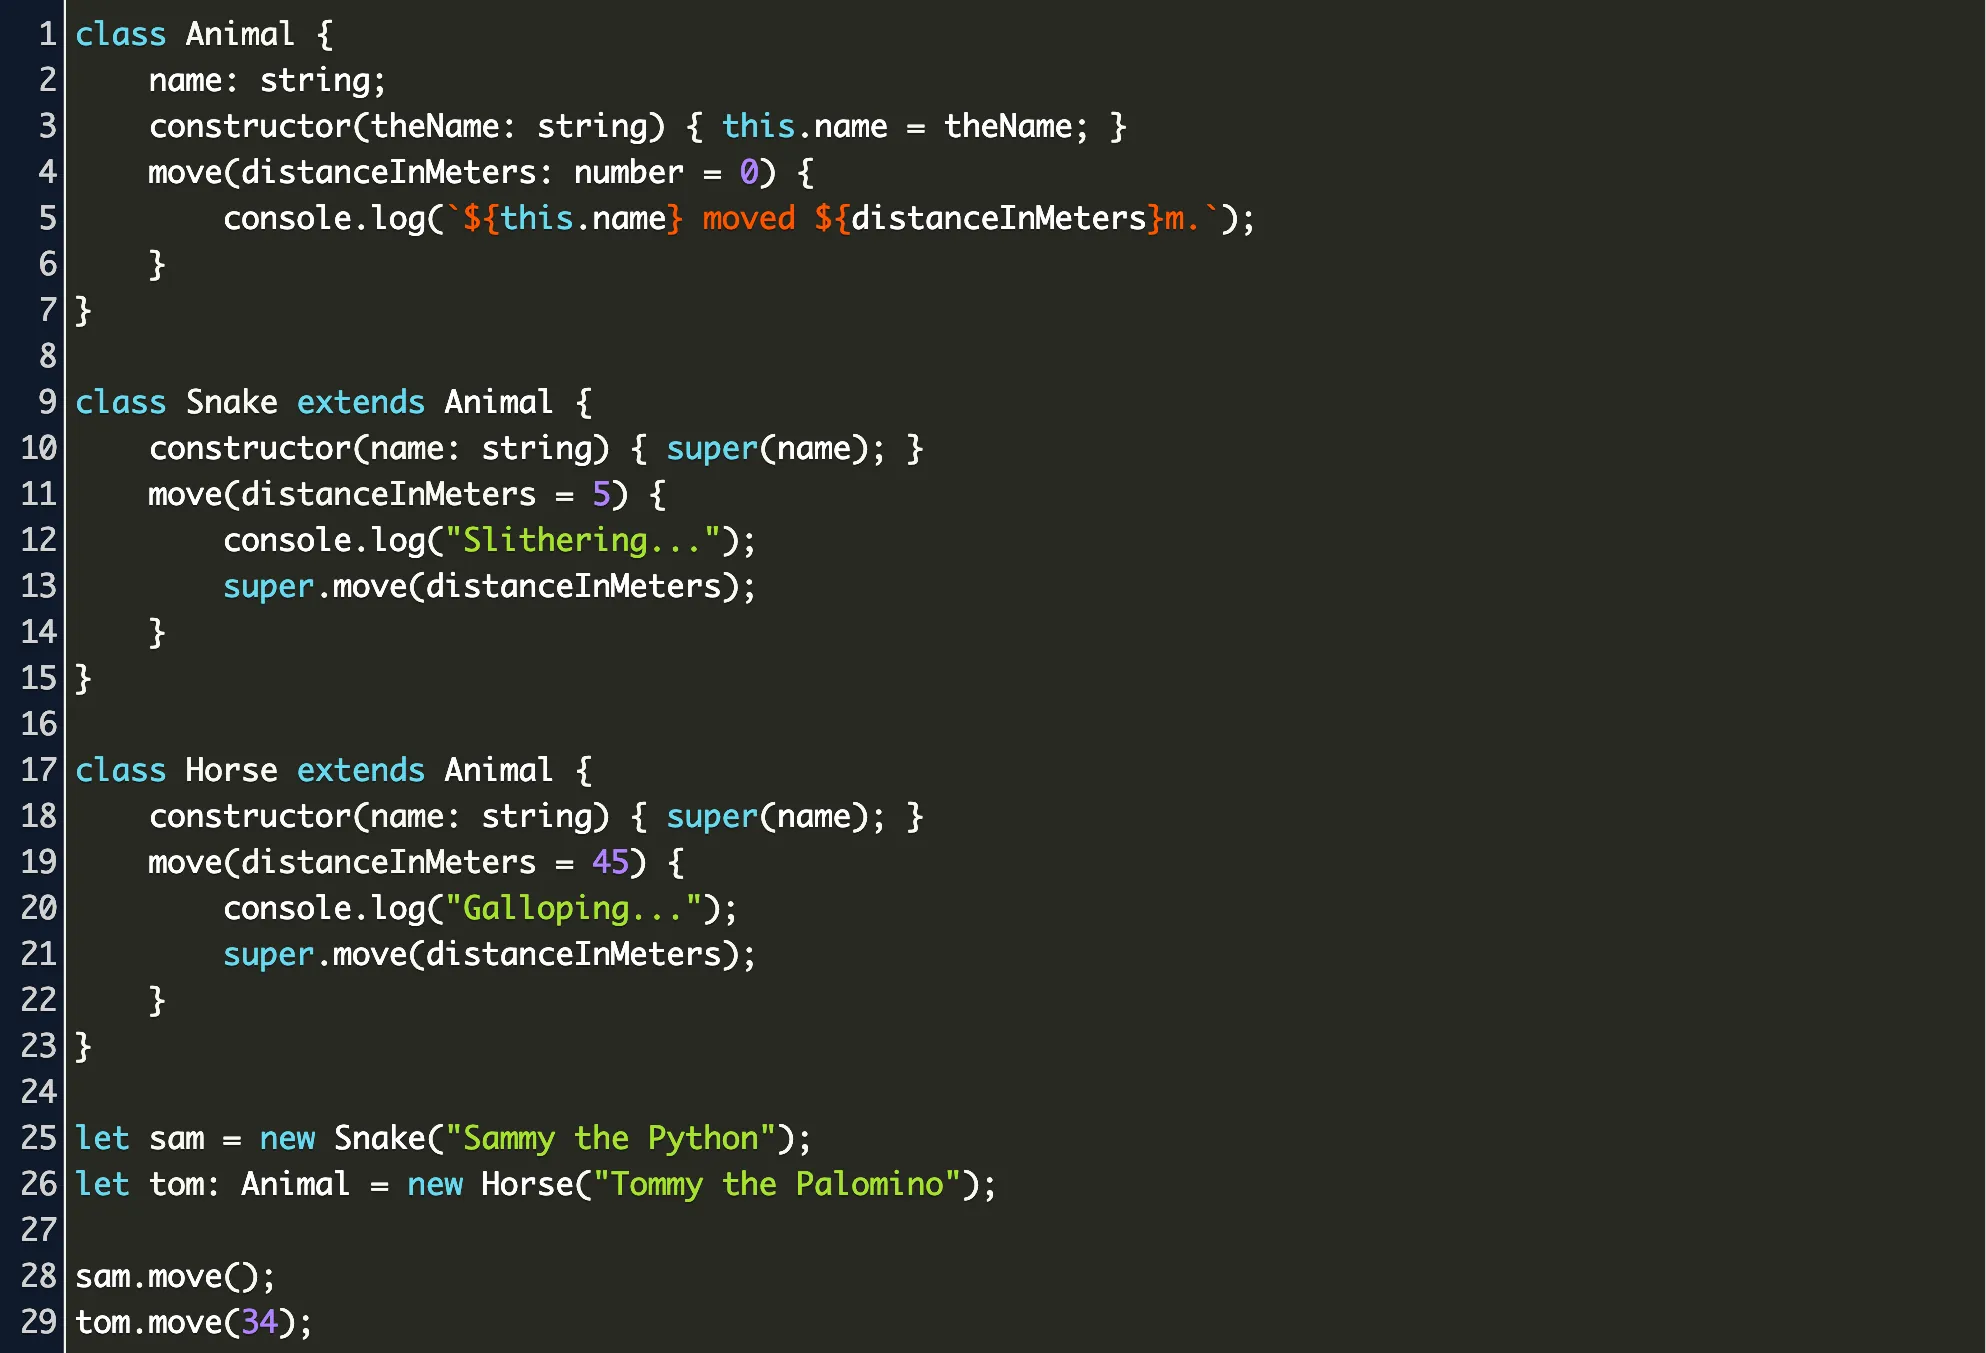 1 class Animal {
2     name: string;
3     constructor(theName: string) { this.name = theName; }
4     move(distanceInMeters: number = 0) {
5         console.log(`${this.name} moved ${distanceInMeters}m.`);
6     }
7 }
8
9 class Snake extends Animal {
10     constructor(name: string) { super(name); }
11     move(distanceInMeters = 5) {
12         console.log("Slithering...");
13         super.move(distanceInMeters);
14     }
15 }
16
17 class Horse extends Animal {
18     constructor(name: string) { super(name); }
19     move(distanceInMeters = 45) {
20         console.log("Galloping...");
21         super.move(distanceInMeters);
22     }
23 }
24
25 let sam = new Snake("Sammy the Python");
26 let tom: Animal = new Horse("Tommy the Palomino");
27
28 sam.move();
29 tom.move(34);